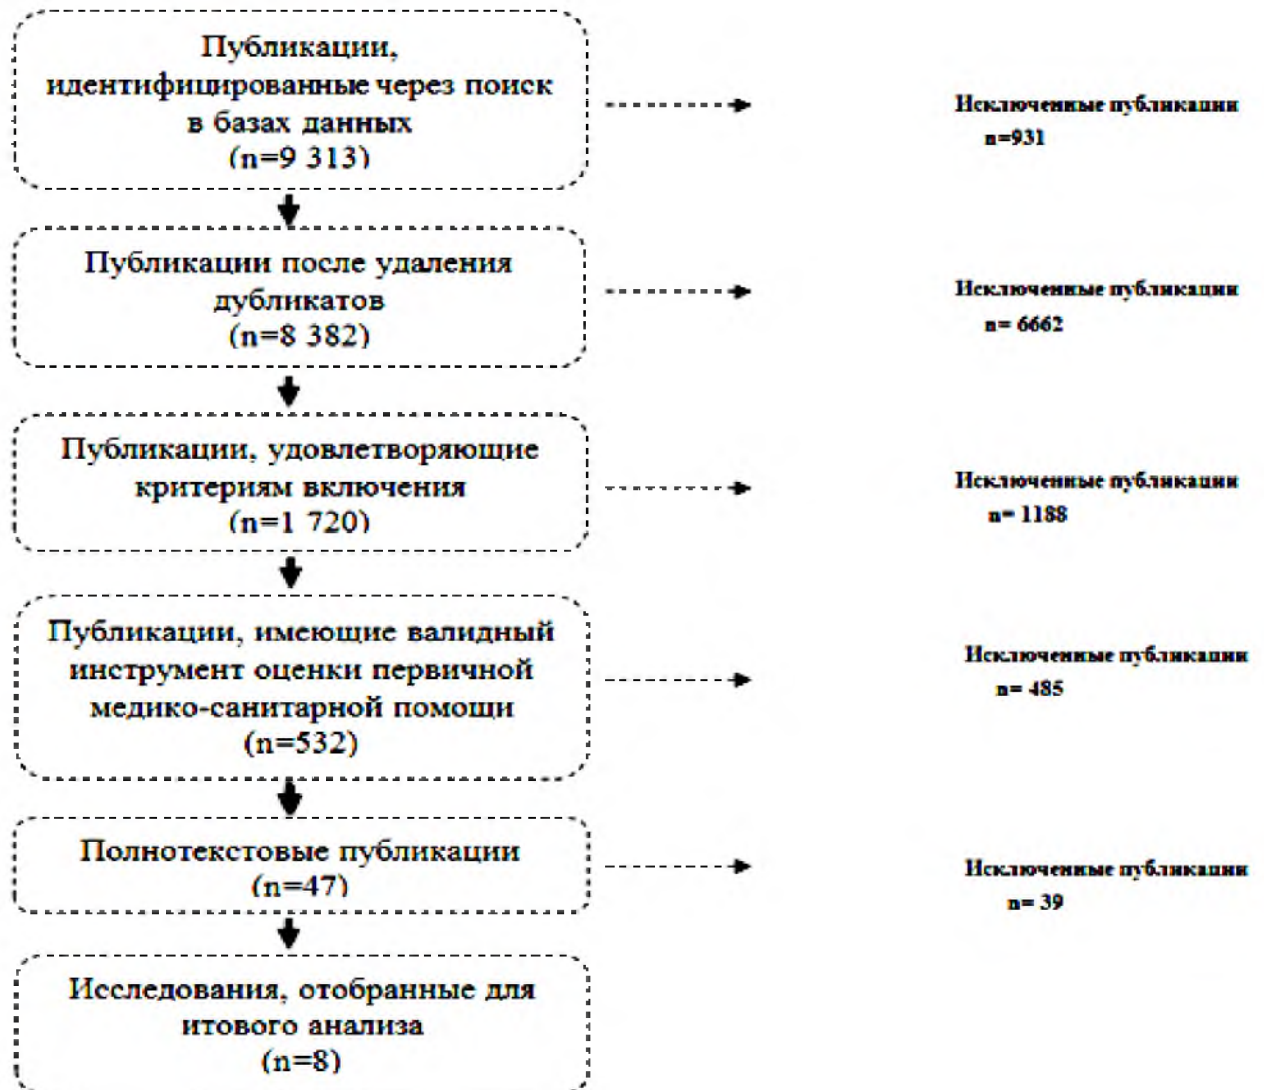 Публикации,
идентифицированные через поиск
в базах данных
(n=9 313)
Исключенные публикации
n=931
Публикации после удаления
дубликатов
(n=8 382)
Исключенные публикации
n= 6662
Публикации, удовлетворяющие
критериям включения
(n=1 720)
Исключенные публикации
n= 1188
Публикации, имеющие валидный
инструмент оценки первичной
медико-санитарной помощи
(n=532)
Исключенные публикации
n= 485
Полнотекстовые публикации
(n=47)
Исключенные публикации
n= 39
Исследования, отобранные для
итового анализа
(n=8)